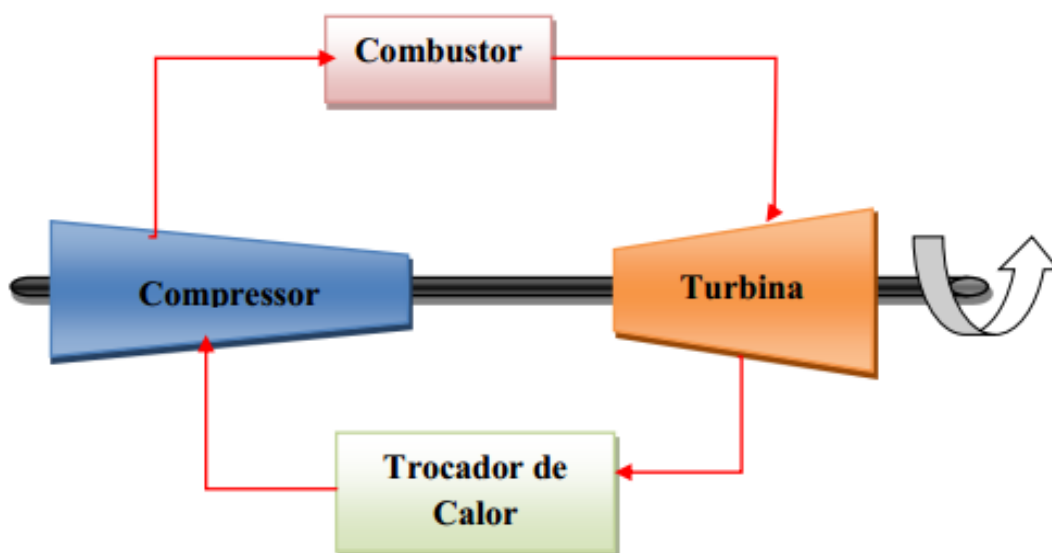 Combustor
Compressor
Turbina
Trocador de
Calor